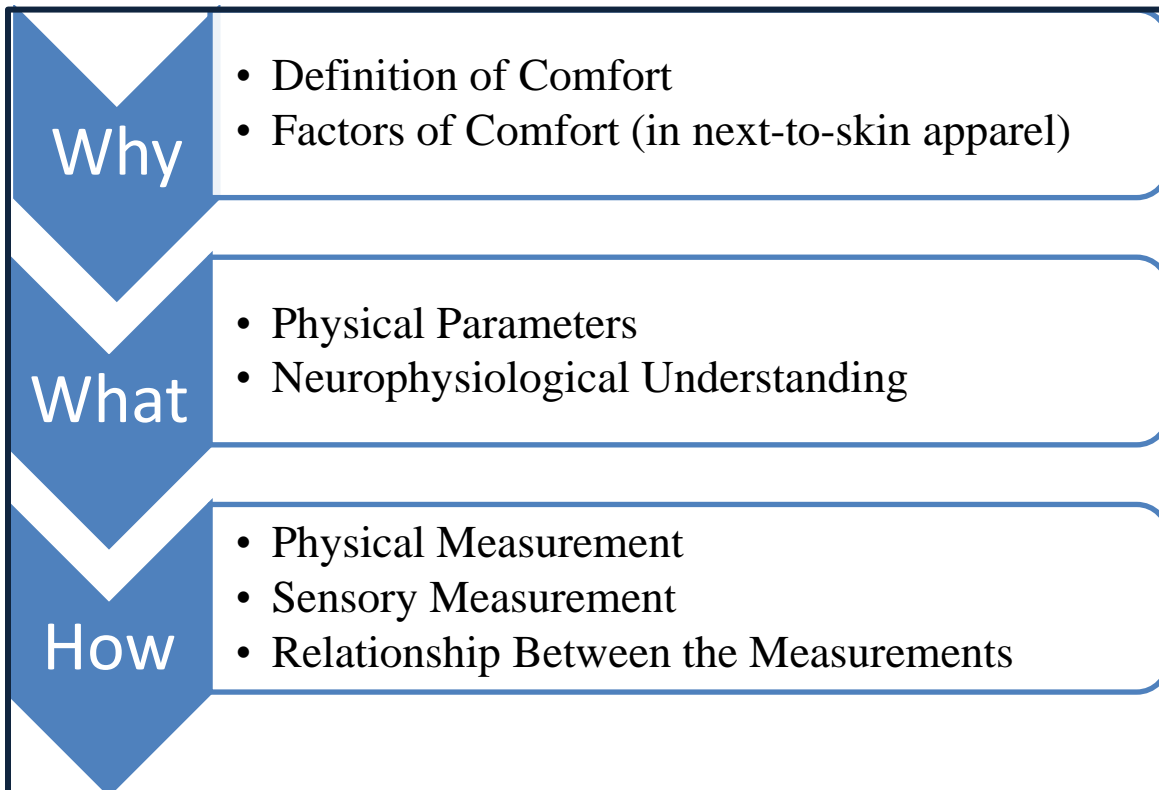 Why
• Definition of Comfort
• Factors of Comfort (in next-to-skin apparel)
What
• Physical Parameters
• Neurophysiological Understanding
How
• Physical Measurement
• Sensory Measurement
• Relationship Between the Measurements